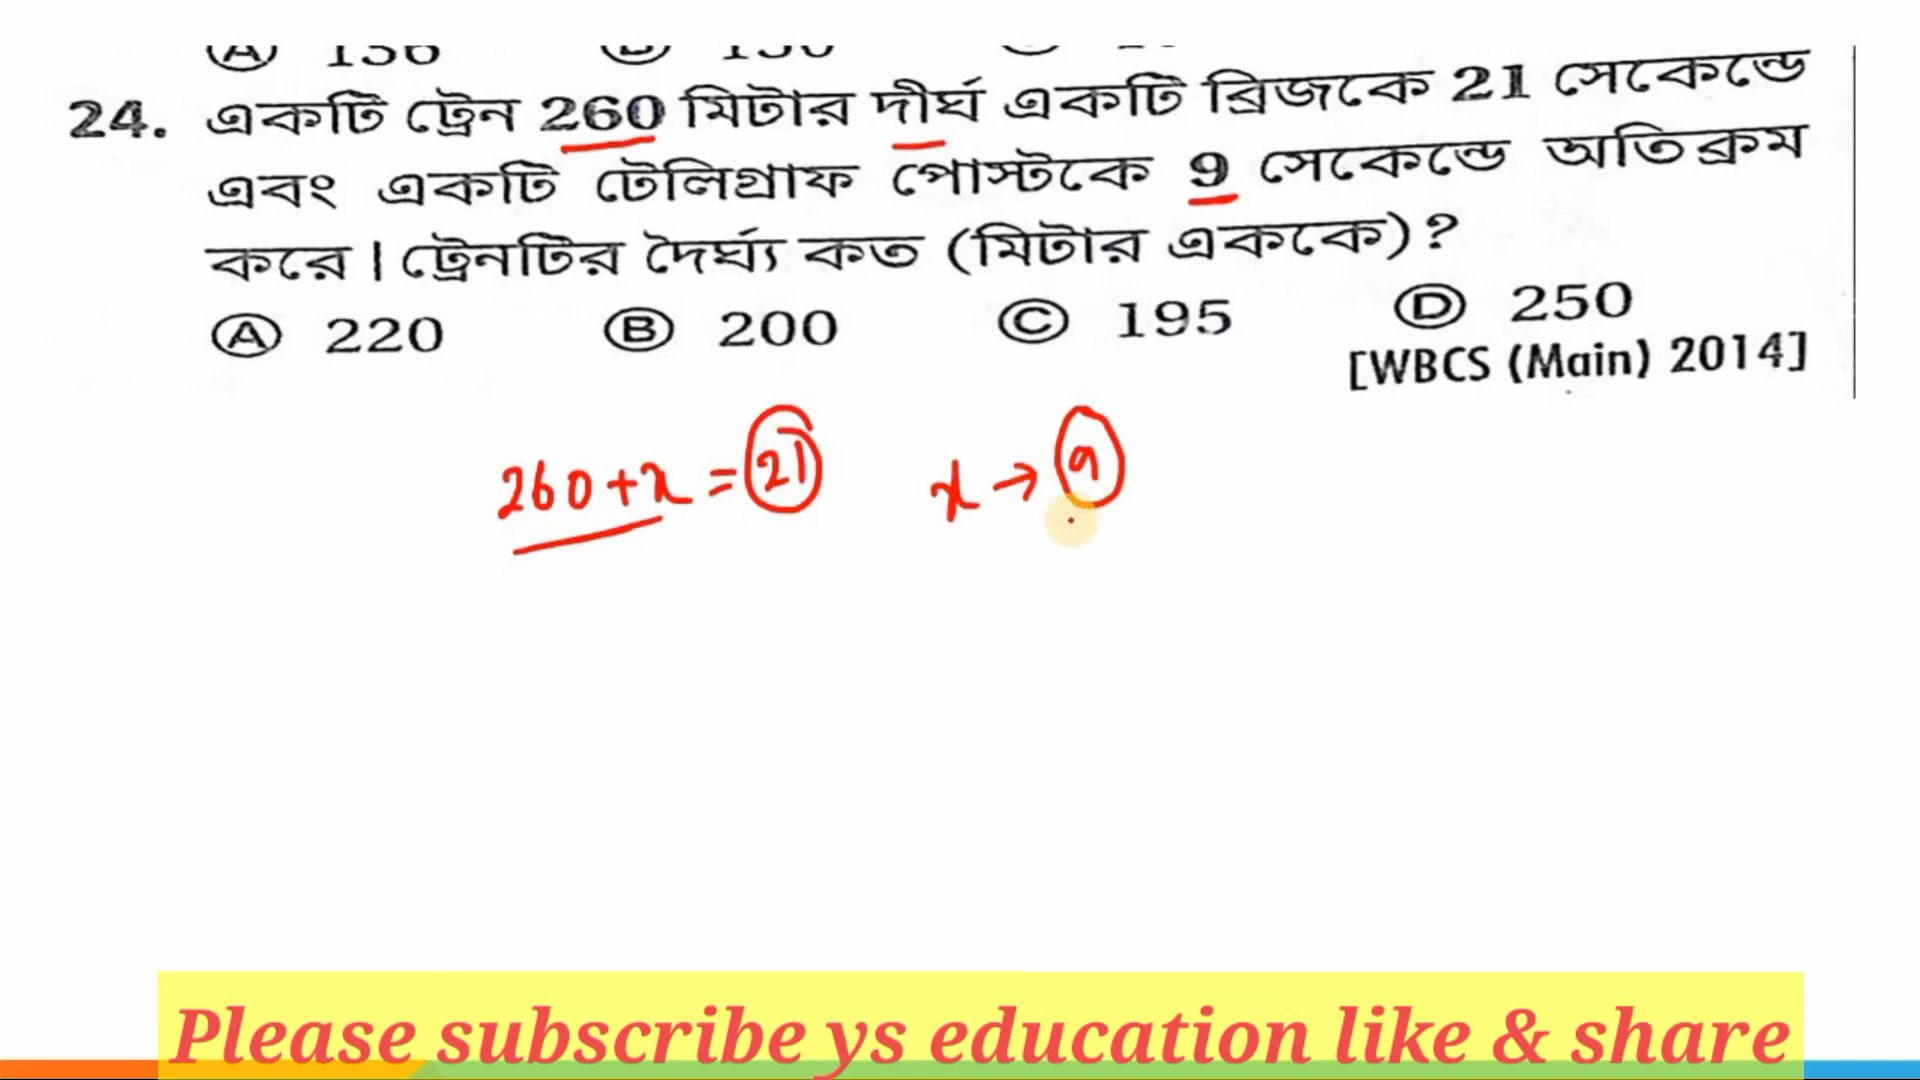 24. একটি ট্রেন 260 মিটার দীর্ঘ একটি ব্রিজকে 21 সেকেন্ডে
এবং একটি টেলিগ্রাফ পোস্টকে 9 সেকেন্ডে অতিক্রম
করে। ট্রেনটির দৈর্ঘ্য কত (মিটার এককে)?
Ⓐ 220 Ⓑ 200 Ⓒ 195 Ⓓ 250
[WBCS (Main) 2014]
260+x = 21 x → 9
Please subscribe ys education like & share